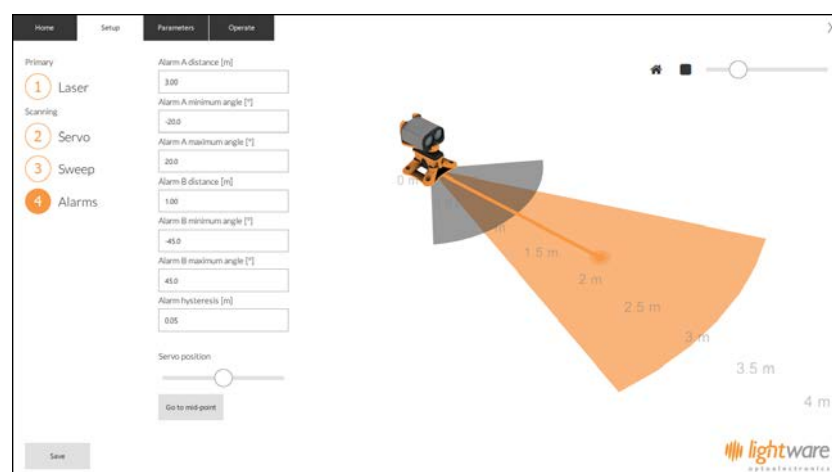 Home
Setup
Parameters
Operate
X
Primary
1 Laser
Scanning
2 Servo
3 Sweep
4 Alarms
Save
Alarm A distance [m]
3.00
Alarm A minimum angle [°]
-20.0
Alarm A maximum angle [°]
20.0
Alarm B distance [m]
1.00
Alarm B minimum angle [°]
-45.0
Alarm B maximum angle [°]
45.0
Alarm hysteresis [m]
0.05
Servo position
Go to mid-point
0 m
1.5 m
2 m
2.5 m
3 m
3.5 m
4 m
lightware
optoelectronics